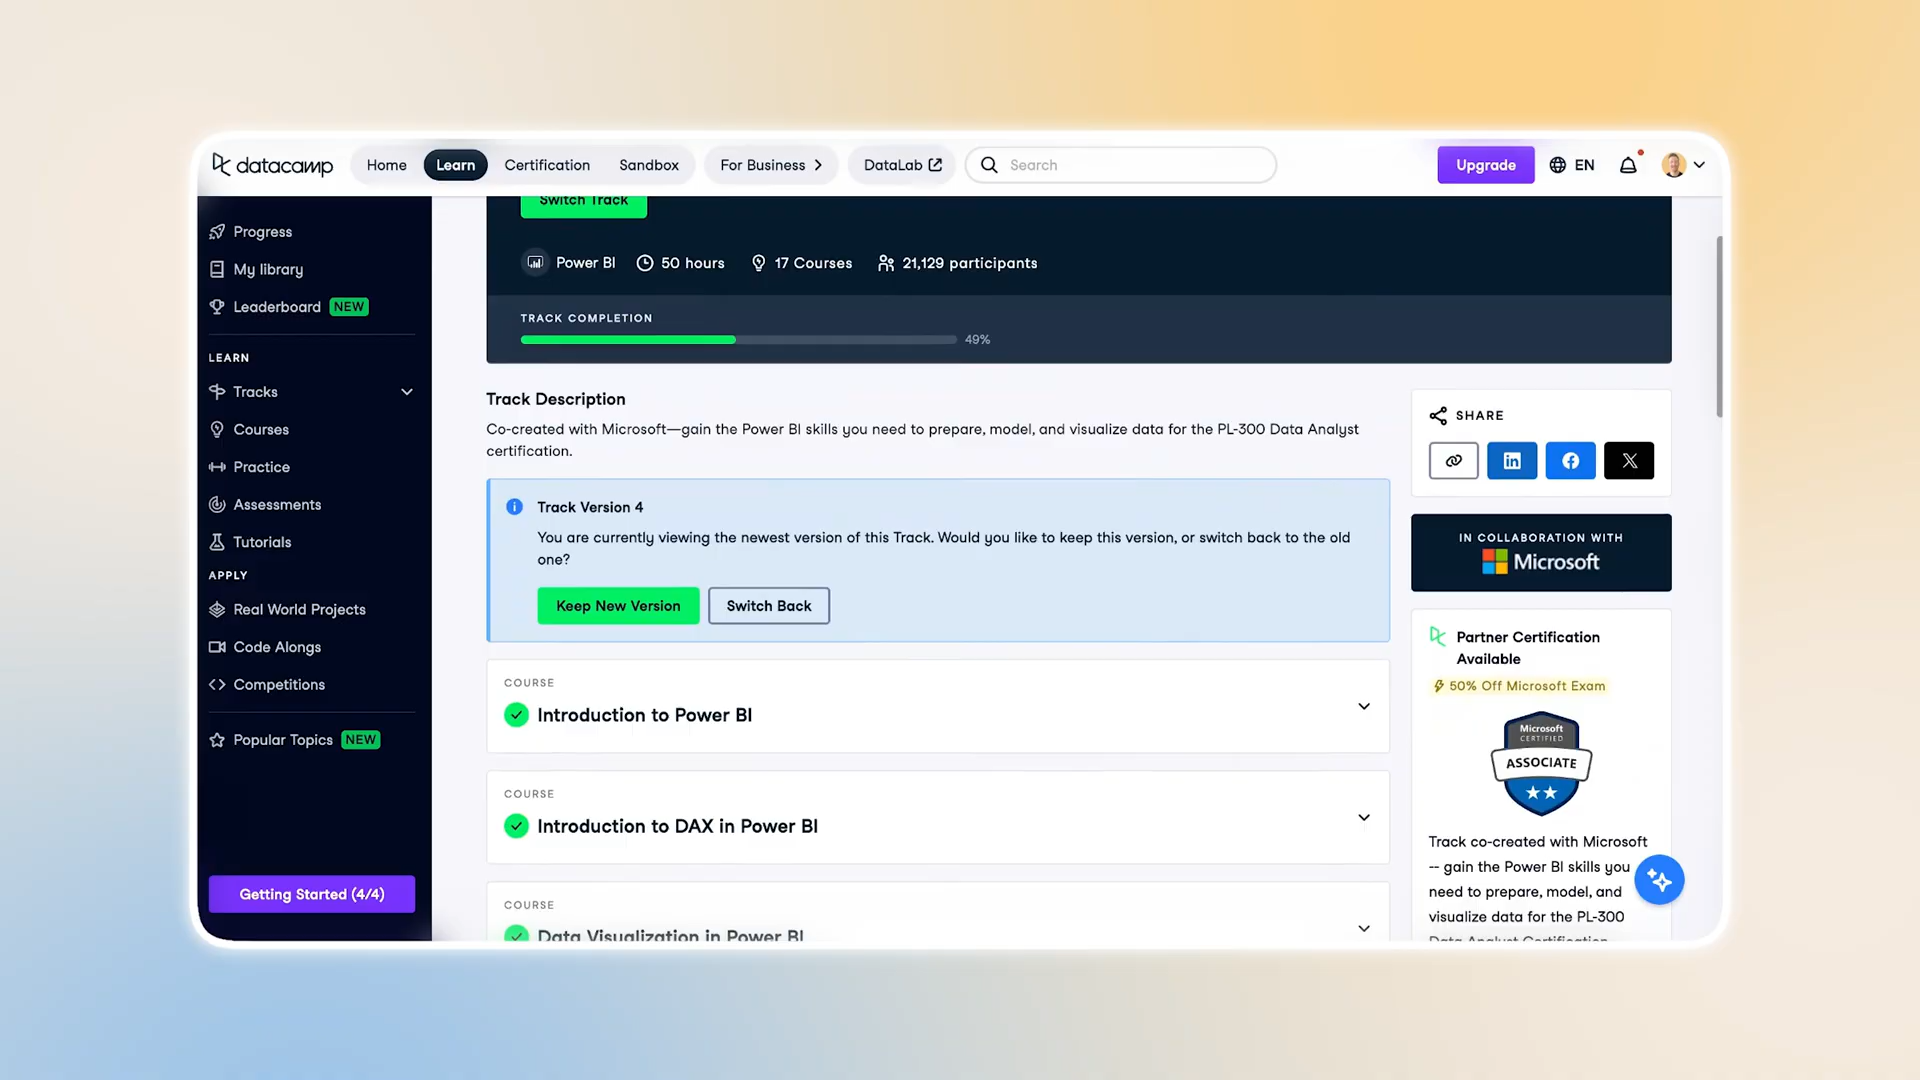 datacamp
Home
Learn
Certification
Sandbox
For Business
DataLab
Search
Upgrade
EN
Progress
My library
Leaderboard NEW
LEARN
Tracks
Courses
Practice
Assessments
Tutorials
APPLY
Real World Projects
Code Alongs
Competitions
Popular Topics NEW
Getting Started (4/4)
Switch Track
Power BI
50 hours
17 Courses
21,129 participants
TRACK COMPLETION
49%
Track Description
Co-created with Microsoft—gain the Power BI skills you need to prepare, model, and visualize data for the PL-300 Data Analyst
certification.
Track Version 4
You are currently viewing the newest version of this Track. Would you like to keep this version, or switch back to the old
one?
Keep New Version
Switch Back
COURSE
Introduction to Power BI
COURSE
Introduction to DAX in Power BI
COURSE
Data Visualization in Power BI
SHARE
IN COLLABORATION WITH
Microsoft
Partner Certification
Available
50% Off Microsoft Exam
Microsoft
CERTIFIED
ASSOCIATE
Track co-created with Microsoft
-- gain the Power BI skills you
need to prepare, model, and
visualize data for the PL-300
Data Analyst Certification